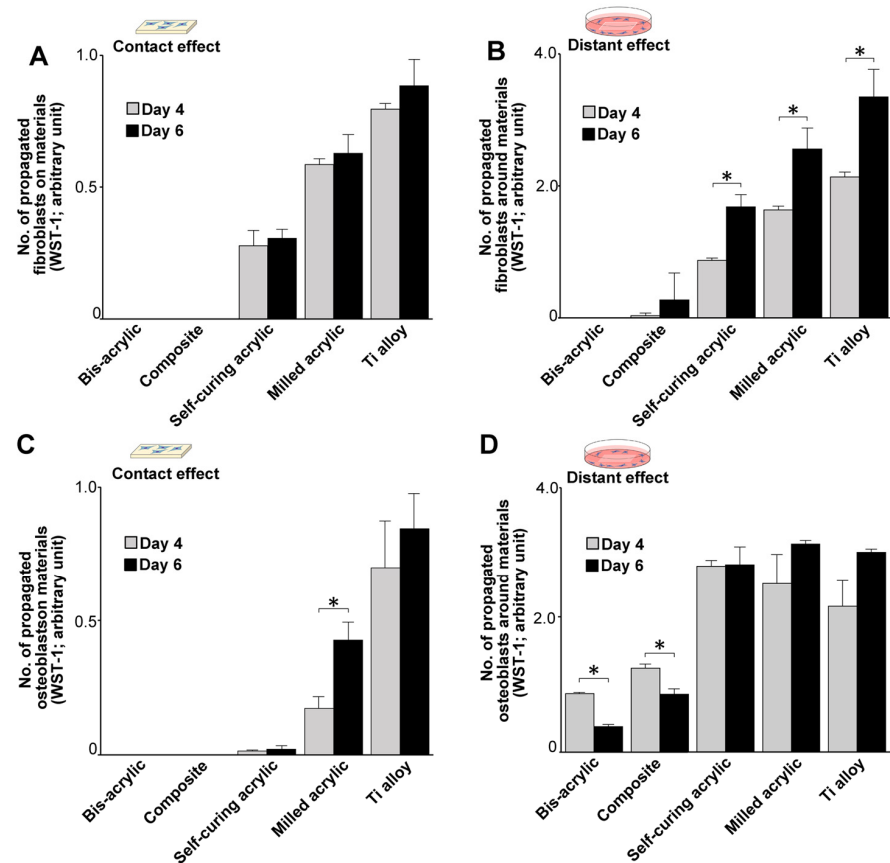 A
Contact effect
No. of propagated
fibroblasts on materials
(WST-1; arbitrary unit)
1.0
0.5
0
Day 4
Day 6
Bis-acrylic
Composite
Self-curing acrylic
Milled acrylic
Ti alloy
B
Distant effect
No. of propagated
fibroblasts around materials
(WST-1; arbitrary unit)
4.0
2.0
0
Day 4
Day 6
*
*
*
Bis-acrylic
Composite
Self-curing acrylic
Milled acrylic
Ti alloy
C
Contact effect
No. of propagated
osteoblastson materials
(WST-1; arbitrary unit)
1.0
0.5
0
Day 4
Day 6
*
Bis-acrylic
Composite
Self-curing acrylic
Milled acrylic
Ti alloy
D
Distant effect
No. of propagated
osteoblasts around materials
(WST-1; arbitrary unit)
4.0
2.0
0
Day 4
Day 6
*
*
Bis-acrylic
Composite
Self-curing acrylic
Milled acrylic
Ti alloy